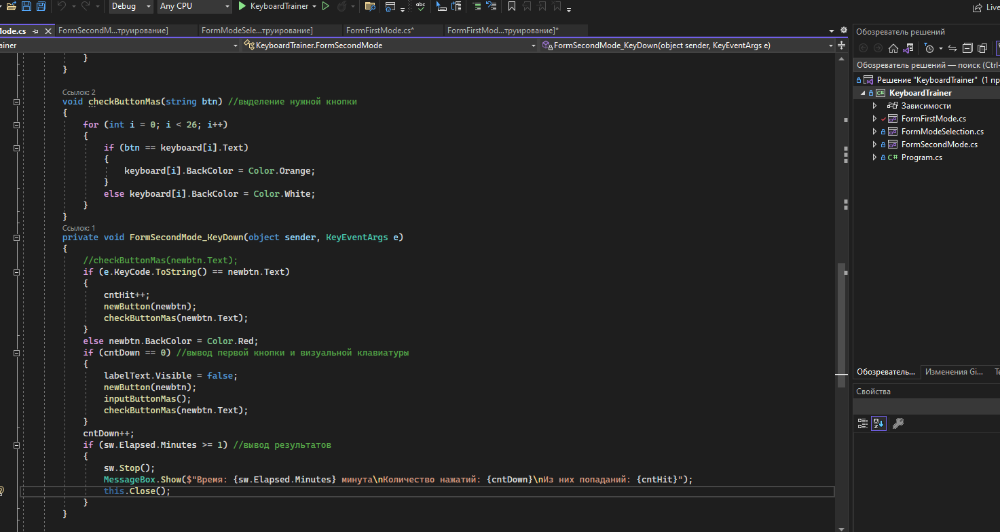 Debug Any CPU KeyboardTrainer Live
Mode.cs FormSecondM...труирование] FormModeSele...труирование] FormFirstMode.cs* FormFirstMod...труирование]*
ainer KeyboardTrainer.FormSecondMode FormSecondMode_KeyDown(object sender, KeyEventArgs e)
}
}
Ссылок: 2
void checkButtonMas(string btn) //выделение нужной кнопки
{
for (int i = 0; i < 26; i++)
{
if (btn == keyboard[i].Text)
{
keyboard[i].BackColor = Color.Orange;
}
else keyboard[i].BackColor = Color.White;
}
}
Ссылок: 1
private void FormSecondMode_KeyDown(object sender, KeyEventArgs e)
{
//checkButtonMas(newbtn.Text);
if (e.KeyCode.ToString() == newbtn.Text)
{
cntHit++;
newButton(newbtn);
checkButtonMas(newbtn.Text);
}
else newbtn.BackColor = Color.Red;
if (cntDown == 0) //вывод первой кнопки и визуальной клавиатуры
{
labelText.Visible = false;
newButton(newbtn);
inputButtonMas();
checkButtonMas(newbtn.Text);
}
cntDown++;
if (sw.Elapsed.Minutes >= 1) //вывод результатов
{
sw.Stop();
MessageBox.Show($"Время: {sw.Elapsed.Minutes} минута\nКоличество нажатий: {cntDown}\nИз них попаданий: {cntHit}");
this.Close();
}
}
Обозреватель решений
Обозреватель решений — поиск (Ctrl-
Решение "KeyboardTrainer" (1 пр
C# KeyboardTrainer
Зависимости
FormFirstMode.cs
FormModeSelection.cs
FormSecondMode.cs
C# Program.cs
Обозреватель... Изменения Gi... Те
Свойства